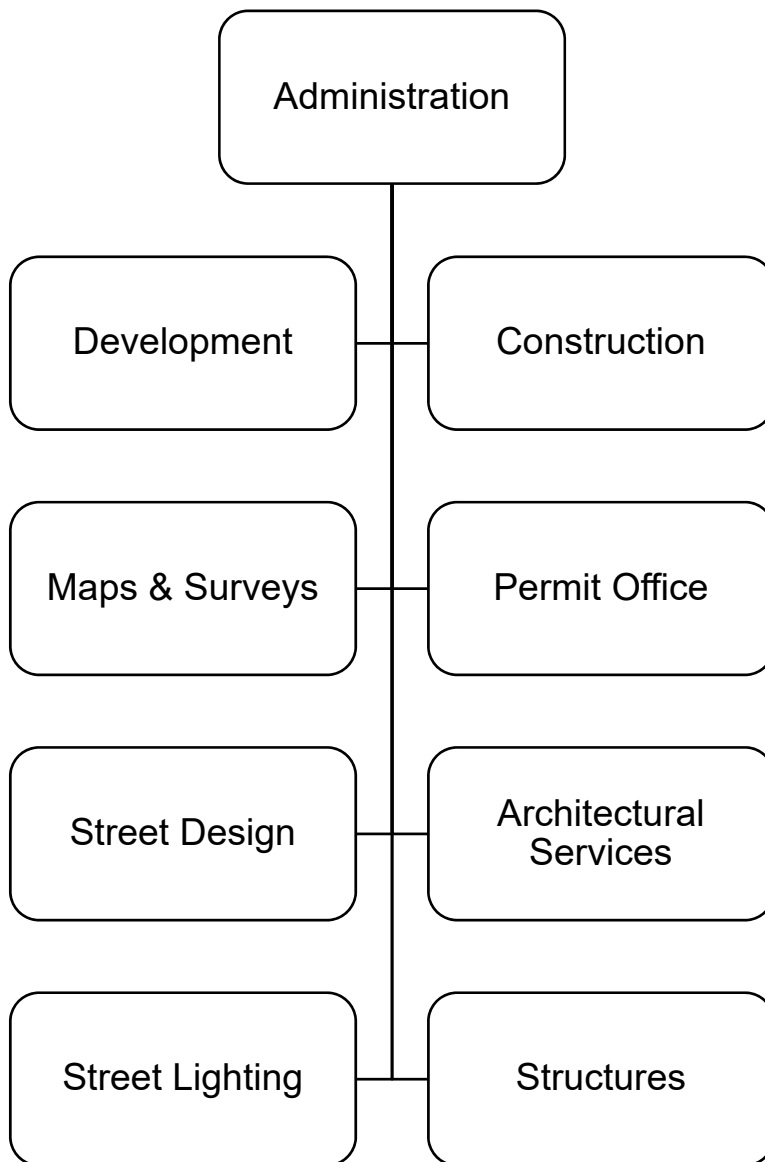 Administration
Development
Construction
Maps & Surveys
Permit Office
Street Design
Architectural
Services
Street Lighting
Structures